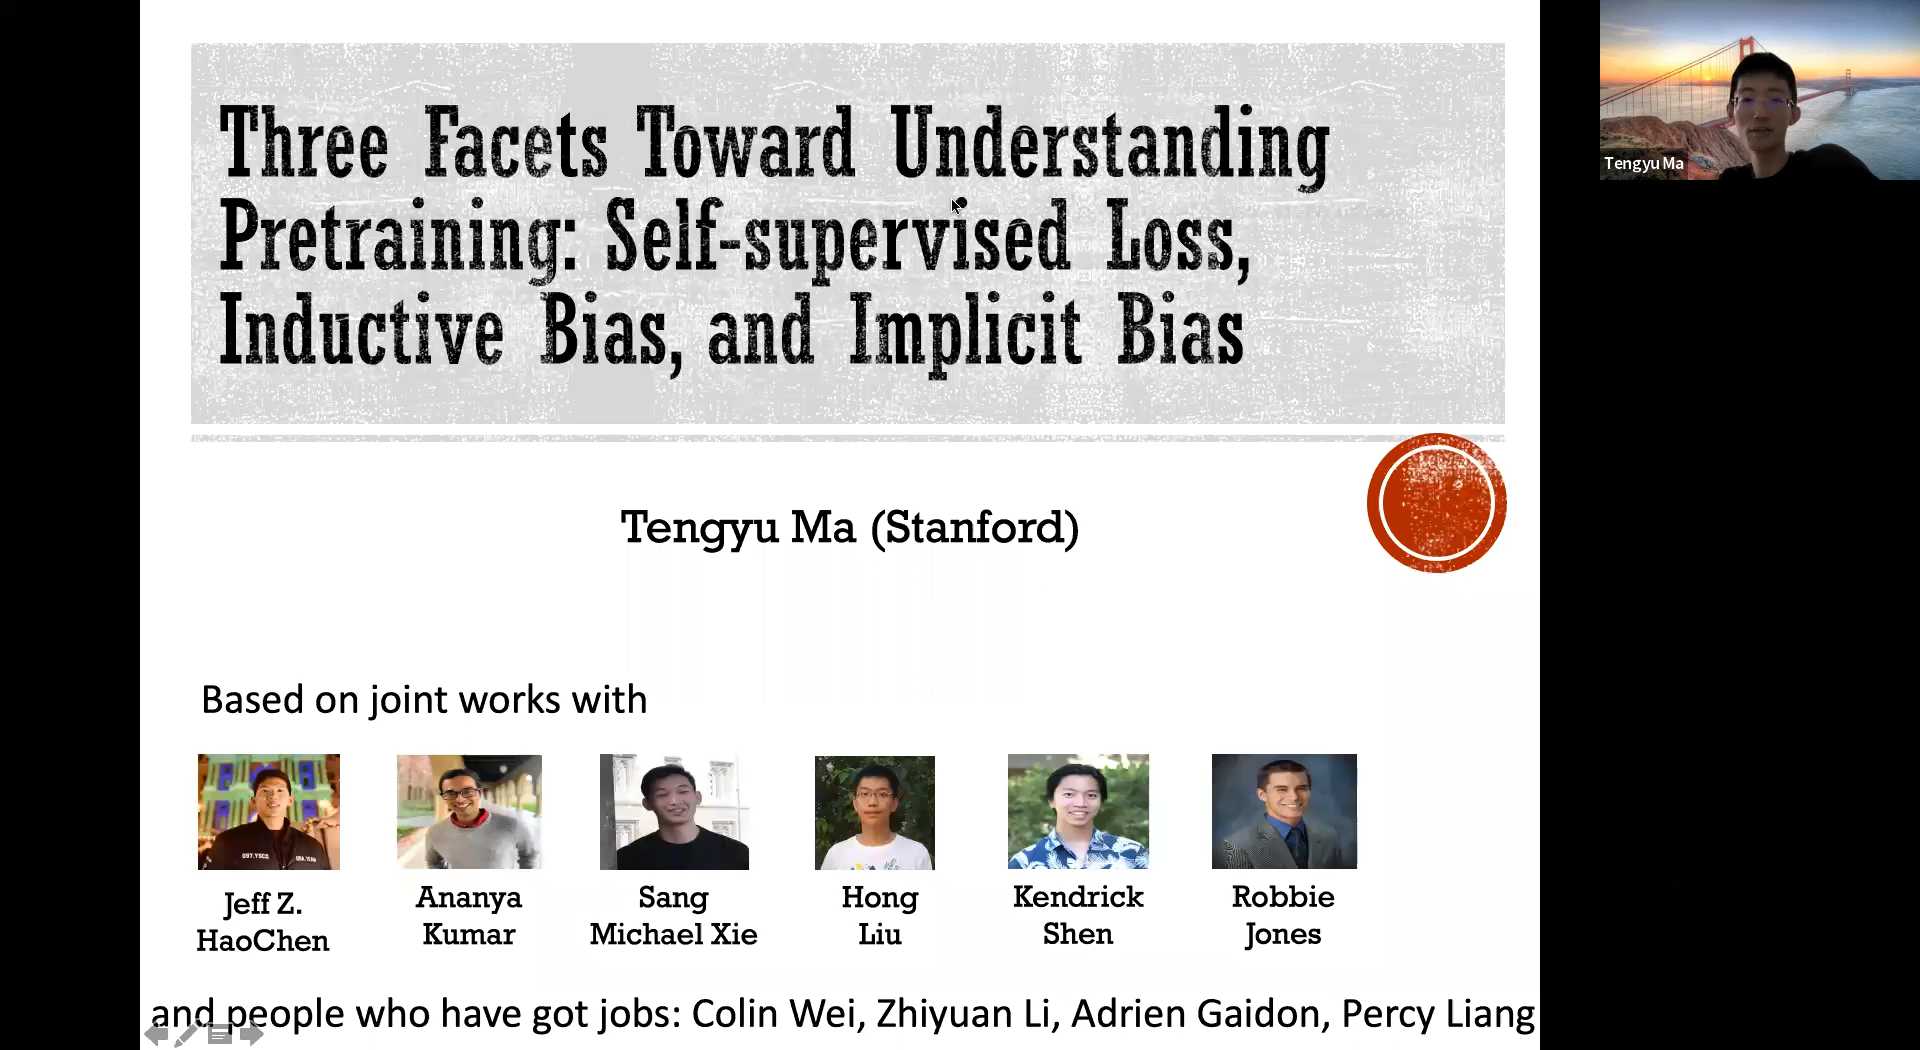 Three Facets Toward Understanding
Pretraining: Self-supervised Loss,
Inductive Bias, and Implicit Bias
Tengyu Ma
Tengyu Ma (Stanford)
Based on joint works with
Jeff Z.
HaoChen
Ananya
Kumar
Sang
Michael Xie
Hong
Liu
Kendrick
Shen
Robbie
Jones
and people who have got jobs: Colin Wei, Zhiyuan Li, Adrien Gaidon, Percy Liang